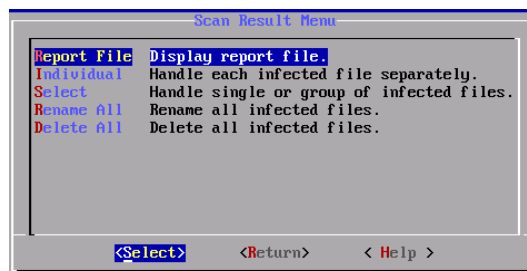 Scan Result Menu
Report File Display report file.
Individual Handle each infected file separately.
Select Handle single or group of infected files.
Rename All Rename all infected files.
Delete All Delete all infected files.
<Select> <Return> < Help >